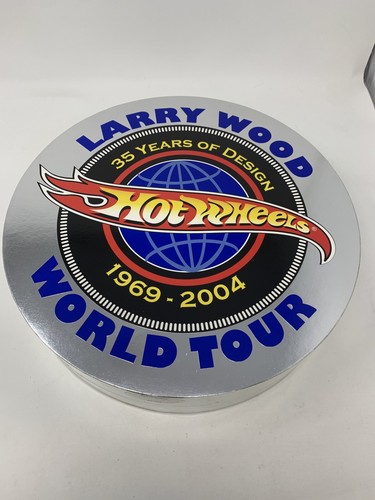 LARRY WOOD
35 YEARS OF DESIGN
HOT WHEELS®
1969 - 2004
WORLD TOUR